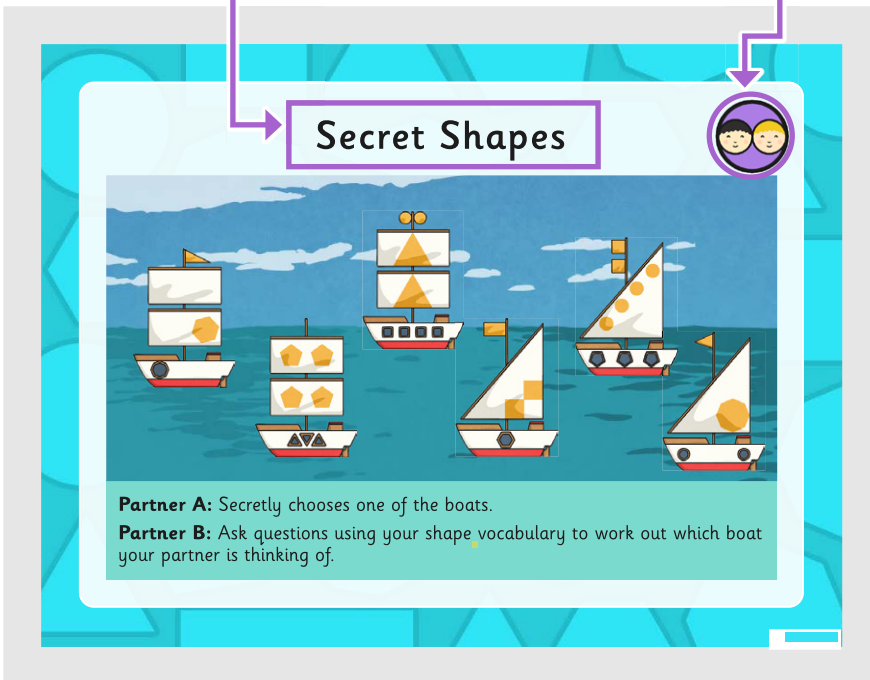 Secret Shapes
Partner A: Secretly chooses one of the boats.
Partner B: Ask questions using your shape vocabulary to work out which boat
your partner is thinking of.